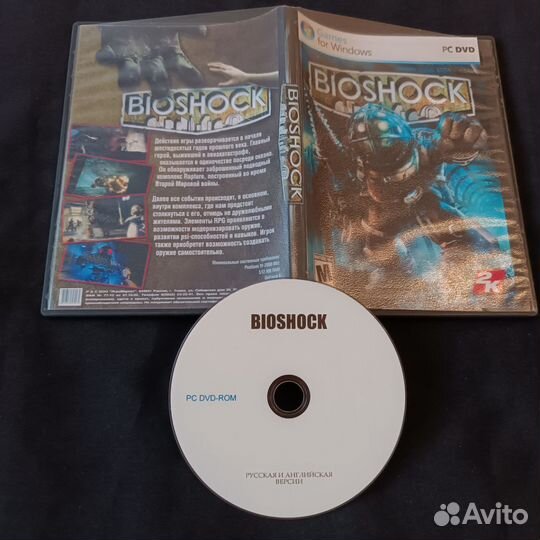 Games
for Windows
PC DVD
BIOSHOCK
BIOSHOCK
BIOSHOCK
Действие игры разворачивается в начале
шестидесятых годов прошлого века. Главный
герой, выживший в авиакатастрофе,
оказывается в одиночестве посреди океана.
Он обнаруживает заброшенный подводный
комплекс Rapture, построенный во время
Второй Мировой войны.
Далее все события происходят, в основном,
внутри комплекса, где нам предстоит
столкнуться с его, отнюдь не дружелюбными
жителями. Элементы RPG проявляются в
возможности модернизировать оружие,
развитии psi-способностей и навыков. Игрок
также приобретет возможность создавать
оружие самостоятельно.
Минимальные системные требования:
M
2K
BIOSHOCK
PC DVD-ROM
РУССКАЯ И АНГЛИЙСКАЯ
ВЕРСИИ
Avito